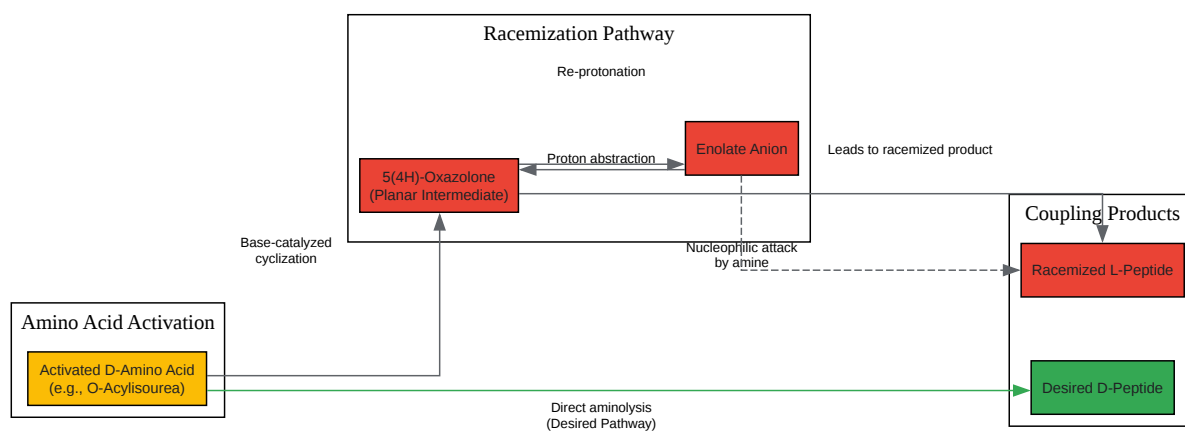 Racemization Pathway
Re-protonation
Enolate Anion
Proton abstraction
Leads to racemized product
5(4H)-Oxazolone
(Planar Intermediate)
Coupling Products
Base-catalyzed
cyclization
Nucleophilic attack
by amine
Racemized L-Peptide
Amino Acid Activation
Activated D-Amino Acid
(e.g., O-Acylisourea)
Desired D-Peptide
Direct aminolysis
(Desired Pathway)